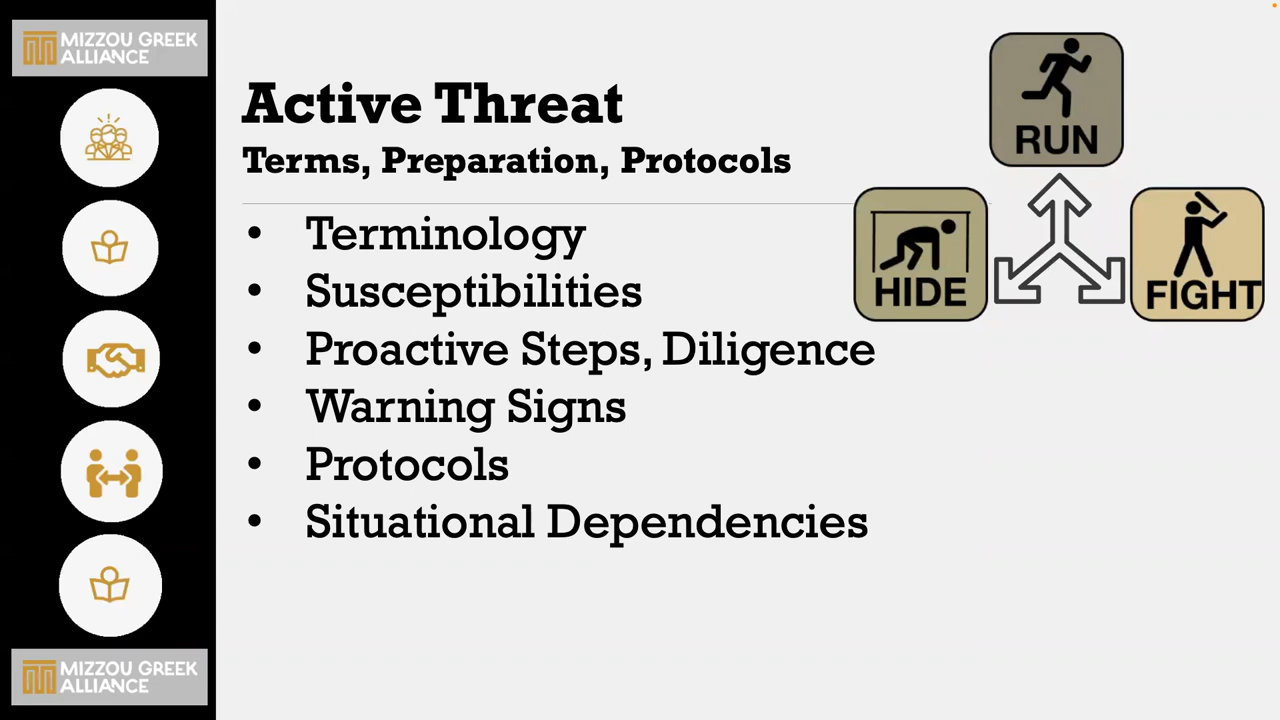 MIZZOU GREEK
ALLIANCE
Active Threat
Terms, Preparation, Protocols
• Terminology
• Susceptibilities
• Proactive Steps, Diligence
• Warning Signs
• Protocols
• Situational Dependencies
RUN
HIDE
FIGHT
MIZZOU GREEK
ALLIANCE